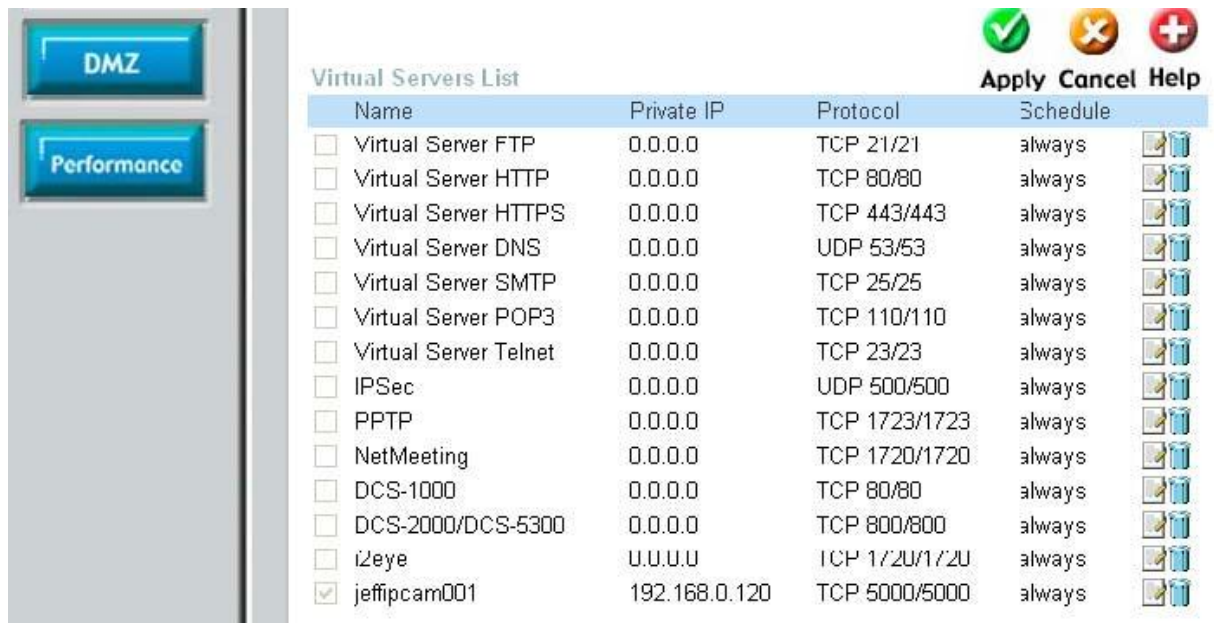 DMZ
Performance
Apply Cancel Help
Virtual Servers List
Name Private IP Protocol Schedule
Virtual Server FTP 0.0.0.0 TCP 21/21 always
Virtual Server HTTP 0.0.0.0 TCP 80/80 always
Virtual Server HTTPS 0.0.0.0 TCP 443/443 always
Virtual Server DNS 0.0.0.0 UDP 53/53 always
Virtual Server SMTP 0.0.0.0 TCP 25/25 always
Virtual Server POP3 0.0.0.0 TCP 110/110 always
Virtual Server Telnet 0.0.0.0 TCP 23/23 always
IPSec 0.0.0.0 UDP 500/500 always
PPTP 0.0.0.0 TCP 1723/1723 always
NetMeeting 0.0.0.0 TCP 1720/1720 always
DCS-1000 0.0.0.0 TCP 80/80 always
DCS-2000/DCS-5300 0.0.0.0 TCP 800/800 always
i2eye 0.0.0.0 TCP 1720/1720 always
jeffipcam001 192.168.0.120 TCP 5000/5000 always